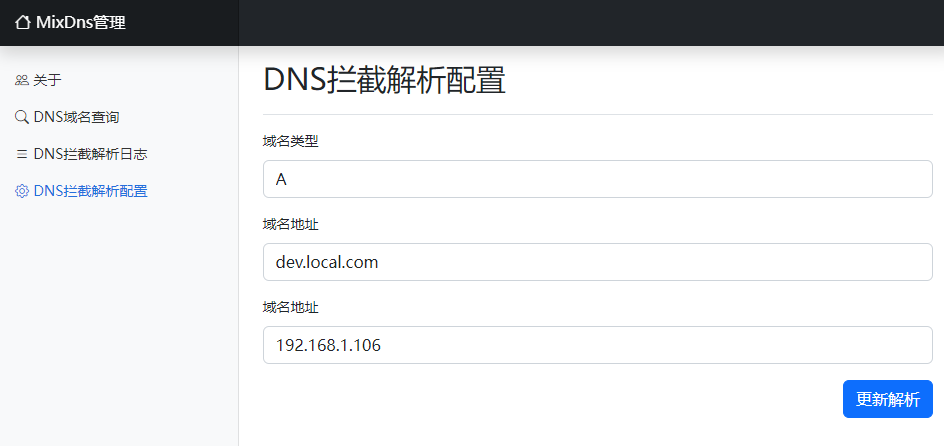 MixDns管理
关于
DNS域名查询
DNS拦截解析日志
DNS拦截解析配置
DNS拦截解析配置
域名类型
A
域名地址
dev.local.com
域名地址
192.168.1.106
更新解析